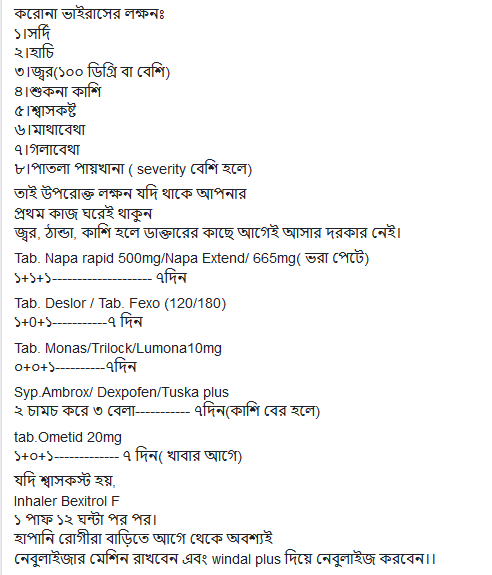 করোনা ভাইরাসের লক্ষনঃ
১।সর্দি
২।হাচি
৩।জ্বর(১০০ ডিগ্রি বা বেশি)
৪।শুকনা কাশি
৫।শ্বাসকষ্ট
৬।মাথাবেথা
৭।গলাবেথা
৮।পাতলা পায়খানা ( severity বেশি হলে)
তাই উপরোক্ত লক্ষন যদি থাকে আপনার
প্রথম কাজ ঘরেই থাকুন
জ্বর, ঠান্ডা, কাশি হলে ডাক্তারের কাছে আগেই আসার দরকার নেই।
Tab. Napa rapid 500mg/Napa Extend/ 665mg( ভরা পেটে)
১+১+১-------------------- ৭দিন
Tab. Deslor / Tab. Fexo (120/180)
১+0+১-----------৭ দিন
Tab. Monas/Trilock/Lumona10mg
০+০+১----------৭দিন
Syp.Ambrox/ Dexpofen/Tuska plus
২ চামচ করে ৩ বেলা----------- ৭দিন(কাশি বের হলে)
tab.Ometid 20mg
১+০+১------------- ৭ দিন( খাবার আগে)
যদি শ্বাসকস্ট হয়,
Inhaler Bexitrol F
১ পাফ ১২ ঘন্টা পর পর।
হাপানি রোগীরা বাড়িতে আগে থেকে অবশ্যই
নেবুলাইজার মেশিন রাখবেন এবং windal plus দিয়ে নেবুলাইজ করবেন।।